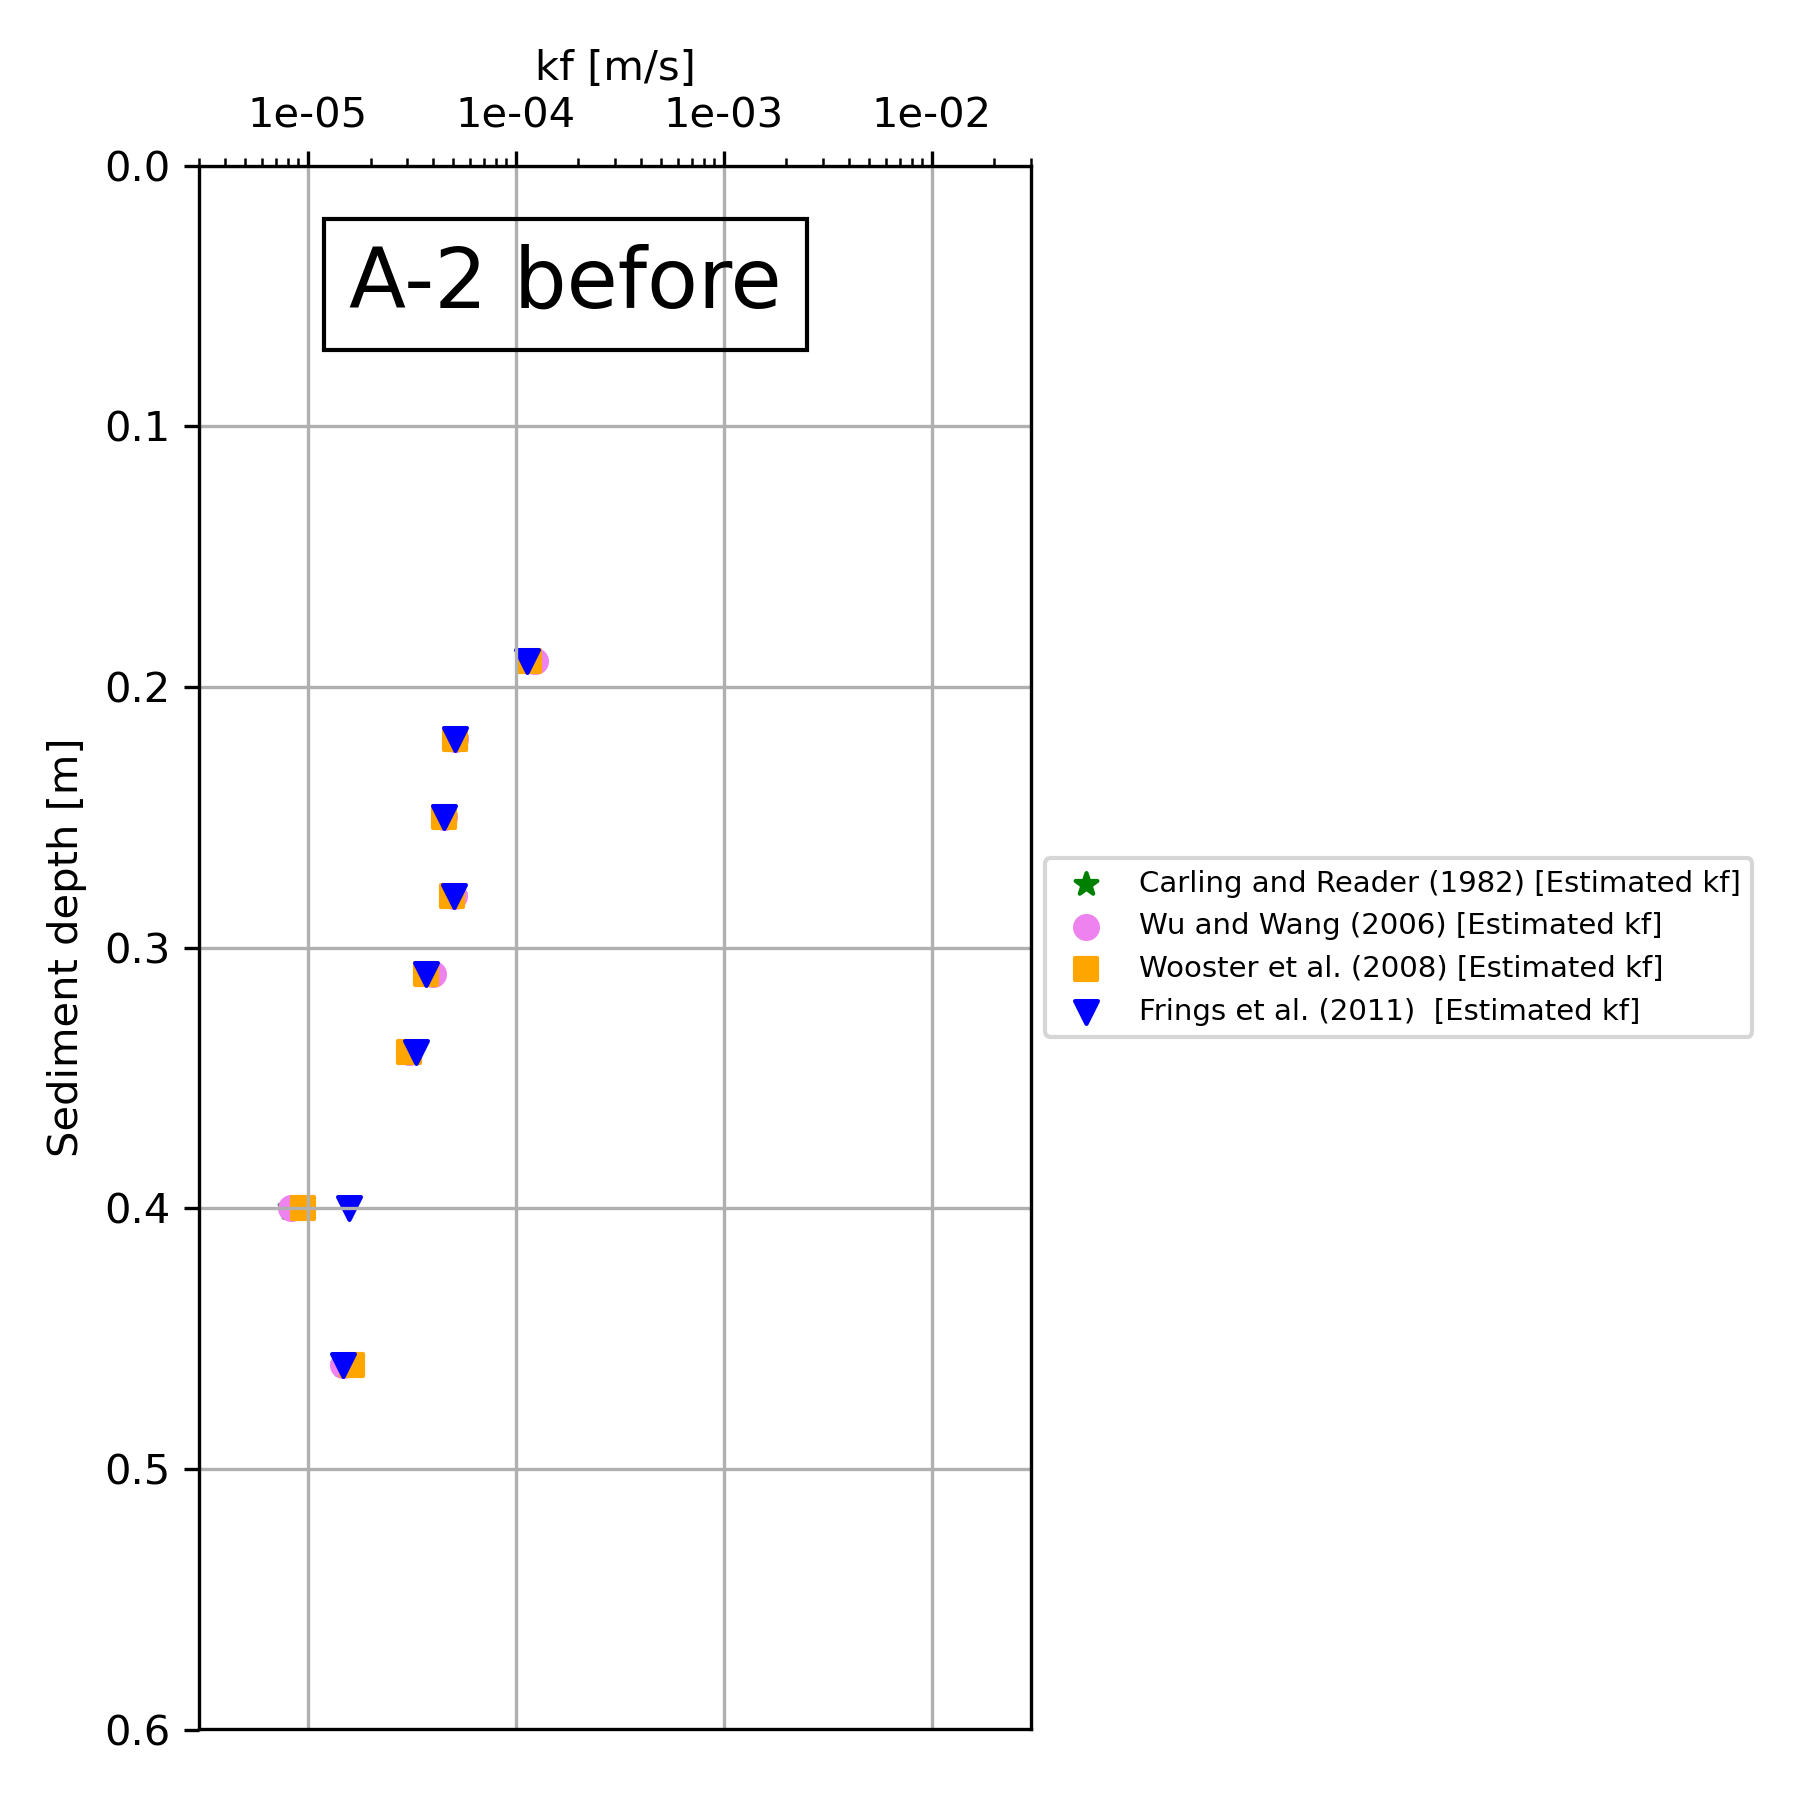 kf [m/s]
1e-05 1e-04 1e-03 1e-02
0.0
A-2 before
0.1
0.2
0.3
0.4
0.5
0.6
Sediment depth [m]
Carling and Reader (1982) [Estimated kf]
Wu and Wang (2006) [Estimated kf]
Wooster et al. (2008) [Estimated kf]
Frings et al. (2011)  [Estimated kf]